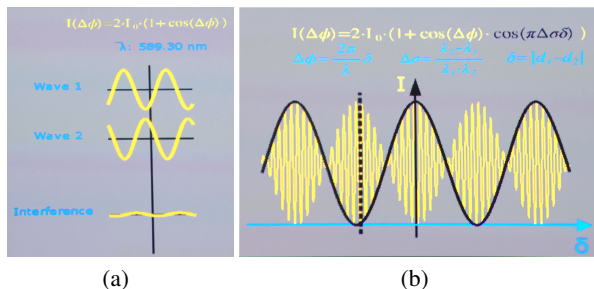 I(Δϕ)=2·I₀·(1+cos(Δϕ))
λ: 589.30 nm
Wave 1
Wave 2
Interference
(a)
I(Δϕ)=2·I₀·(1+cos(Δϕ)·cos(πΔσδ))
Δϕ=2π/λ δ
δ=|d₁-d₂|
I
δ
(b)